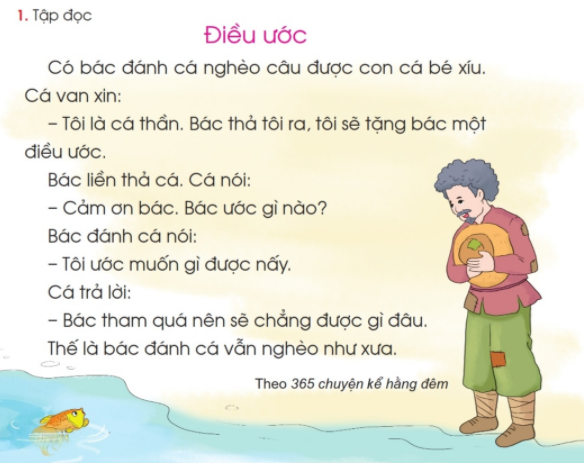 1. Tập đọc
Điều ước
Có bác đánh cá nghèo câu được con cá bé xíu.
Cá van xin:
– Tôi là cá thần. Bác thả tôi ra, tôi sẽ tặng bác một
điều ước.
Bác liền thả cá. Cá nói:
– Cảm ơn bác. Bác ước gì nào?
Bác đánh cá nói:
– Tôi ước muốn gì được nấy.
Cá trả lời:
– Bác tham quá nên sẽ chẳng được gì đâu.
Thế là bác đánh cá vẫn nghèo như xưa.
Theo 365 chuyện kể hằng đêm